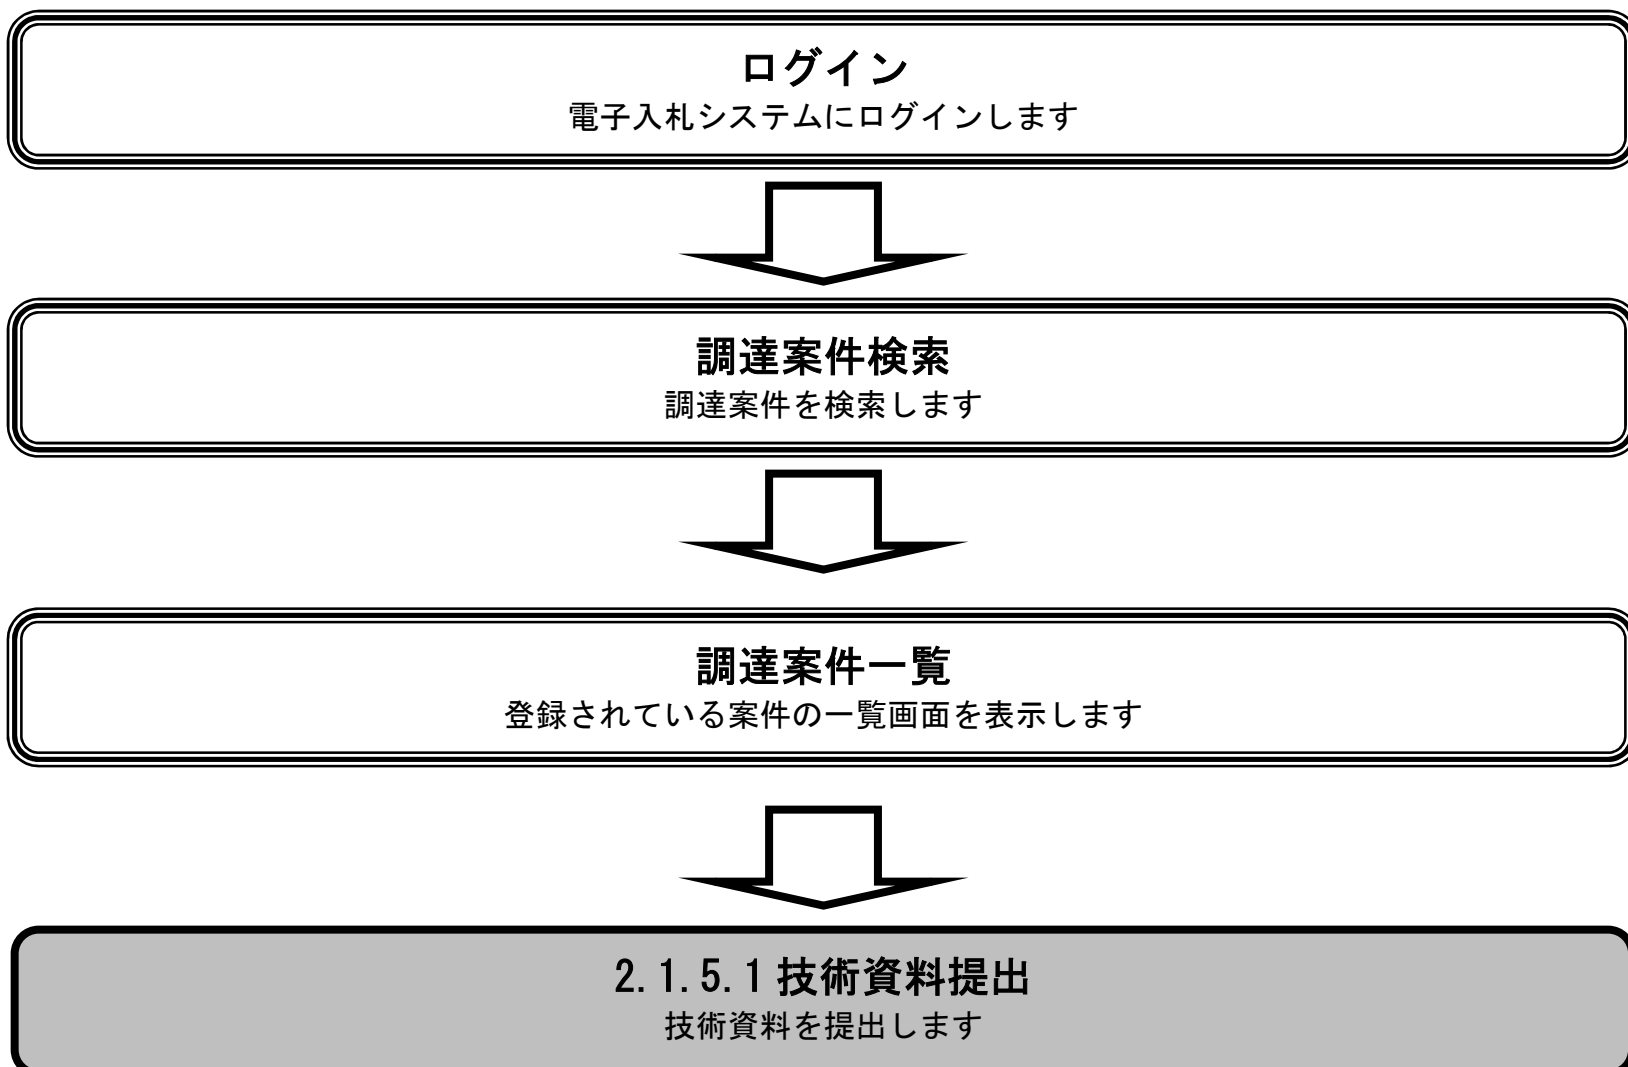 ログイン
電子入札システムにログインします
調達案件検索
調達案件を検索します
調達案件一覧
登録されている案件の一覧画面を表示します
2.1.5.1 技術資料提出
技術資料を提出します